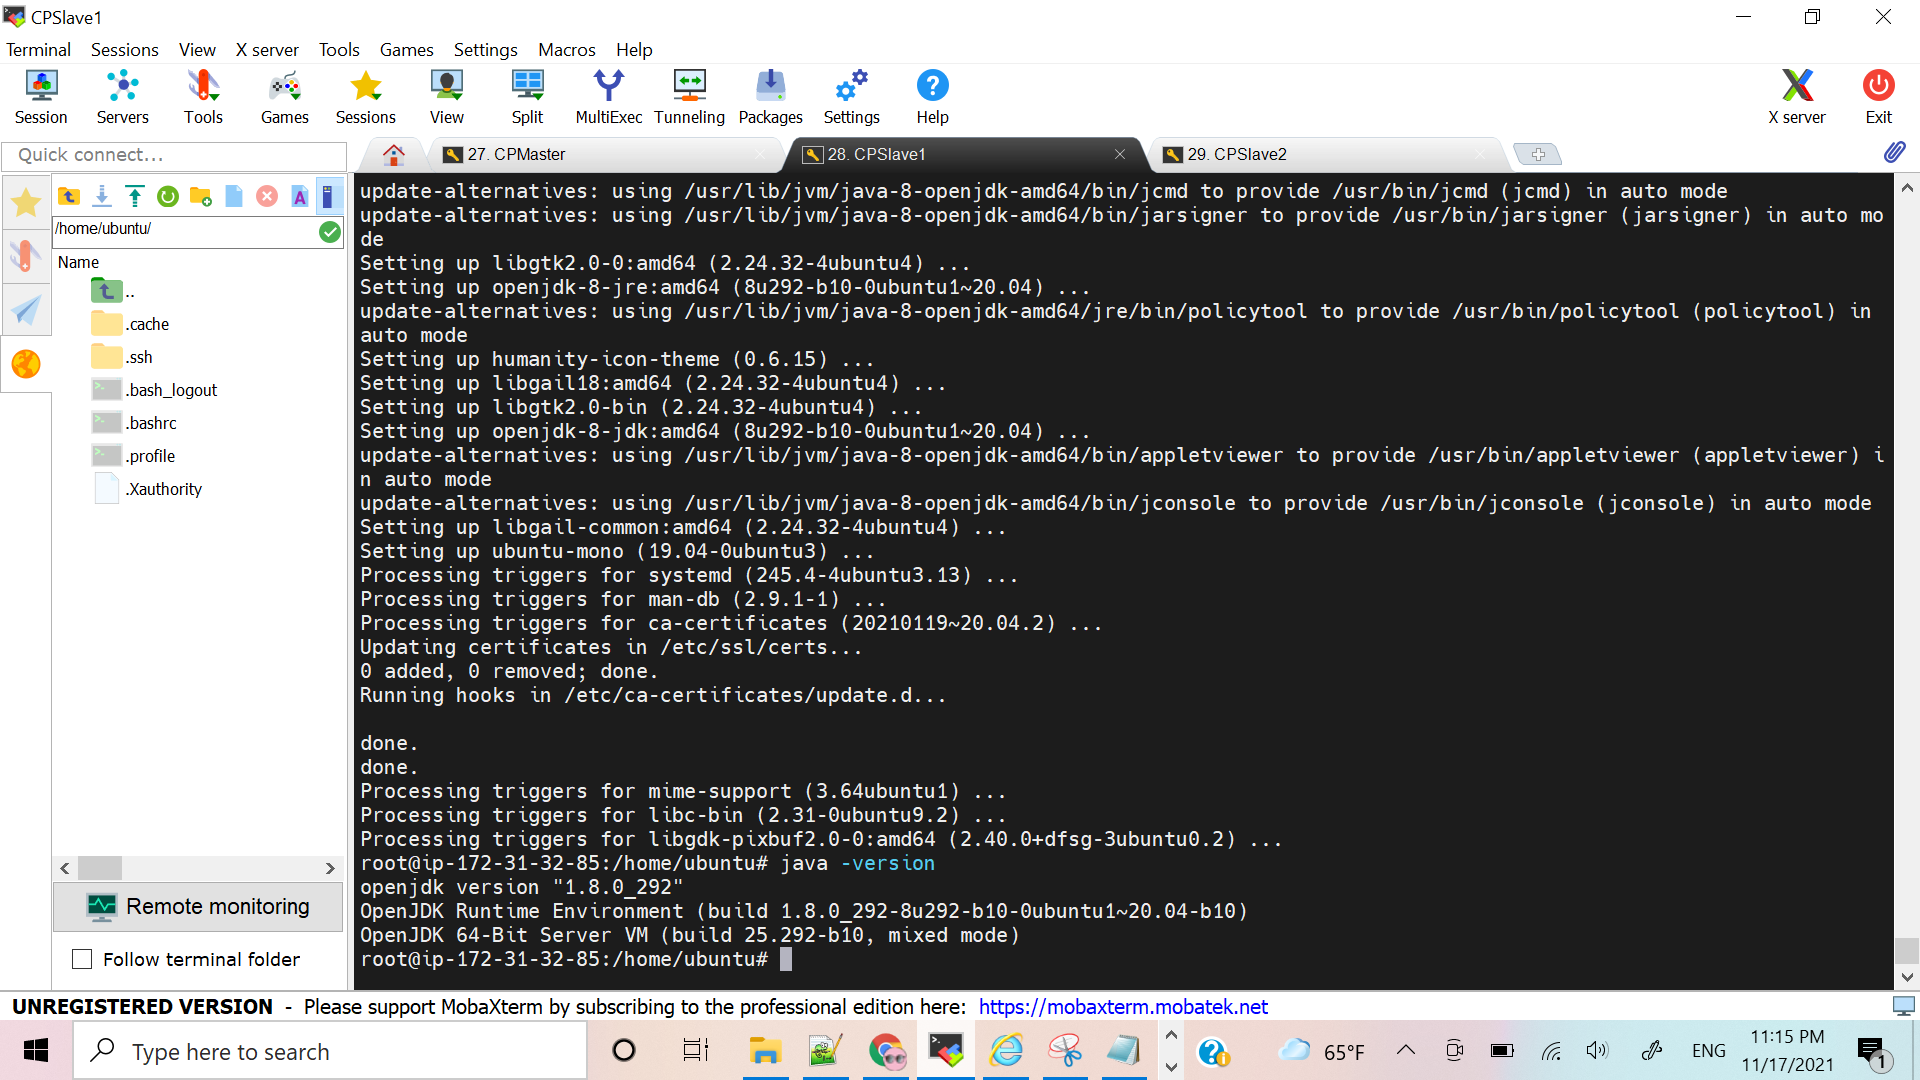 CPSlave1
Terminal Sessions View X server Tools Games Settings Macros Help
Session Servers Tools Games Sessions View Split MultiExec Tunneling Packages Settings Help X server Exit
Quick connect...
27. CPMaster
28. CPSlave1
29. CPSlave2
/home/ubuntu/
Name
..
.cache
.ssh
.bash_logout
.bashrc
.profile
.Xauthority
Remote monitoring
Follow terminal folder
update-alternatives: using /usr/lib/jvm/java-8-openjdk-amd64/bin/jcmd to provide /usr/bin/jcmd (jcmd) in auto mode
update-alternatives: using /usr/lib/jvm/java-8-openjdk-amd64/bin/jarsigner to provide /usr/bin/jarsigner (jarsigner) in auto mo
de
Setting up libgtk2.0-0:amd64 (2.24.32-4ubuntu4) ...
Setting up openjdk-8-jre:amd64 (8u292-b10-0ubuntu1~20.04) ...
update-alternatives: using /usr/lib/jvm/java-8-openjdk-amd64/jre/bin/policytool to provide /usr/bin/policytool (policytool) in
auto mode
Setting up humanity-icon-theme (0.6.15) ...
Setting up libgail18:amd64 (2.24.32-4ubuntu4) ...
Setting up libgtk2.0-bin (2.24.32-4ubuntu4) ...
Setting up openjdk-8-jdk:amd64 (8u292-b10-0ubuntu1~20.04) ...
update-alternatives: using /usr/lib/jvm/java-8-openjdk-amd64/bin/appletviewer to provide /usr/bin/appletviewer (appletviewer) i
n auto mode
update-alternatives: using /usr/lib/jvm/java-8-openjdk-amd64/bin/jconsole to provide /usr/bin/jconsole (jconsole) in auto mode
Setting up libgail-common:amd64 (2.24.32-4ubuntu4) ...
Setting up ubuntu-mono (19.04-0ubuntu3) ...
Processing triggers for systemd (245.4-4ubuntu3.13) ...
Processing triggers for man-db (2.9.1-1) ...
Processing triggers for ca-certificates (20210119~20.04.2) ...
Updating certificates in /etc/ssl/certs...
0 added, 0 removed; done.
Running hooks in /etc/ca-certificates/update.d...
done.
done.
Processing triggers for mime-support (3.64ubuntu1) ...
Processing triggers for libc-bin (2.31-0ubuntu9.2) ...
Processing triggers for libgdk-pixbuf2.0-0:amd64 (2.40.0+dfsg-3ubuntu0.2) ...
root@ip-172-31-32-85:/home/ubuntu# java -version
openjdk version "1.8.0_292"
OpenJDK Runtime Environment (build 1.8.0_292-8u292-b10-0ubuntu1~20.04-b10)
OpenJDK 64-Bit Server VM (build 25.292-b10, mixed mode)
root@ip-172-31-32-85:/home/ubuntu#
UNREGISTERED VERSION - Please support MobaXterm by subscribing to the professional edition here: https://mobaxterm.mobatek.net
Type here to search
65°F
ENG
11:15 PM
11/17/2021
1